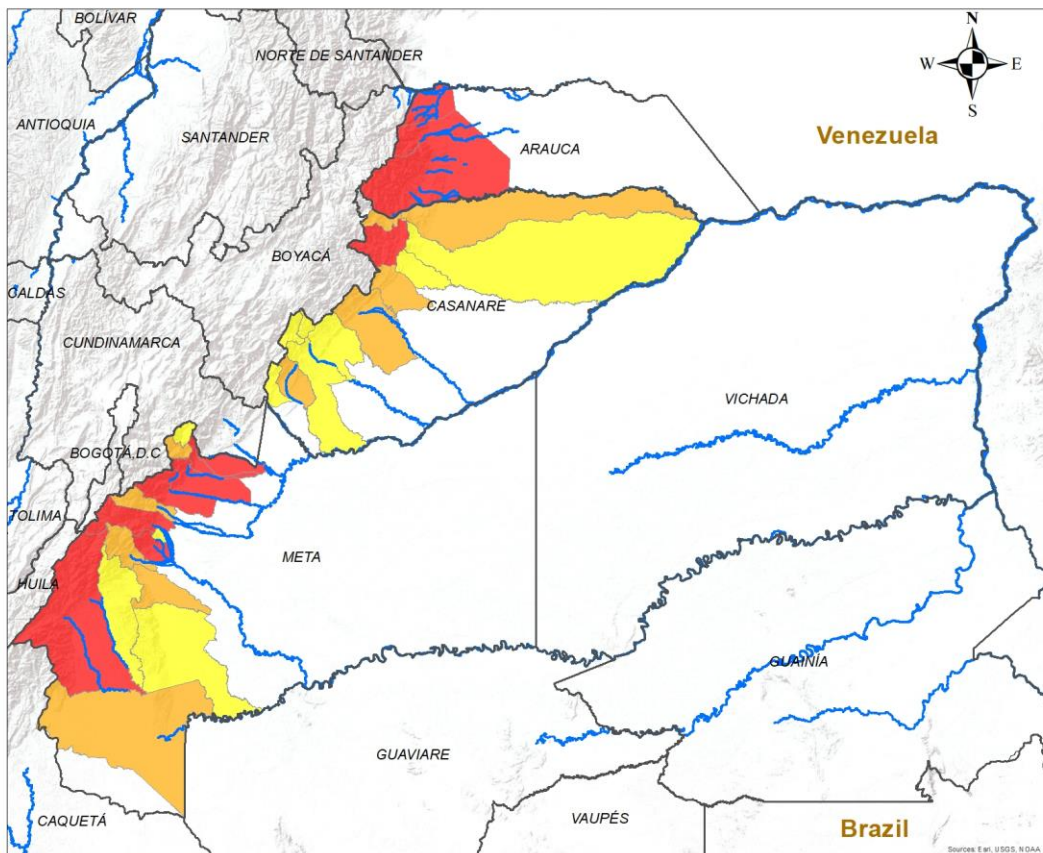 BOLÍVAR
NORTE DE SANTANDER
N
W
E
S
ANTIOQUIA
SANTANDER
ARAUCA
Venezuela
BOYACÁ
CALDAS
CASANARE
CUNDINAMARCA
VICHADA
BOGOTÁ,D.C
TOLIMA
META
HUILA
GUAINÍA
GUAVIARE
CAQUETÁ
VAUPÉS
Brazil
Sources: Esri, USGS, NOAA